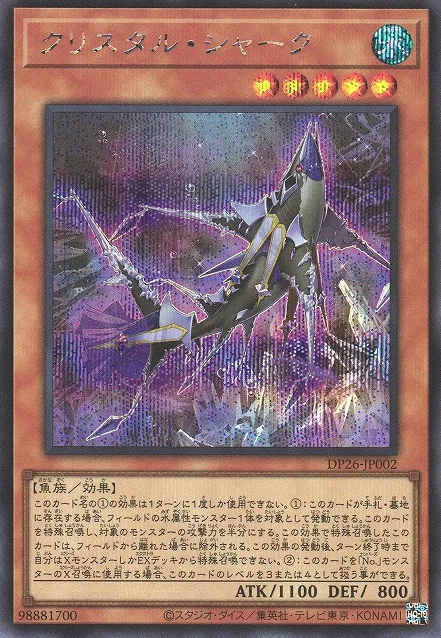 クリスタル・シャーク
水
DP26-JP002
【魚族／効果】
このカード名の①の効果は1ターンに1度しか使用できない。①：このカードが手札・墓地
に存在する場合、フィールドの水属性モンスター1体を対象として発動できる。このカード
を特殊召喚し、対象のモンスターの攻撃力を半分にする。この効果で特殊召喚したこの
カードは、フィールドから離れた場合に除外される。この効果の発動後、ターン終了時まで
自分はXモンスターしかEXデッキから特殊召喚できない。②：このカードを「No.」モンス
ターのX召喚に使用する場合、このカードのレベルを3または4として扱う事ができる。
ATK/1100 DEF/ 800
98881700
©スタジオ・ダイス／集英社・テレビ東京・KONAMI